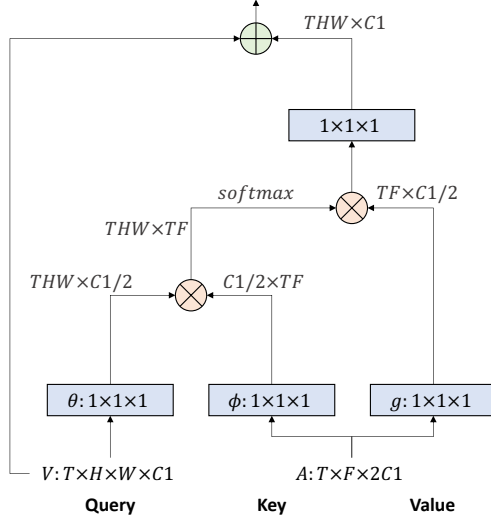 THW×C1
1×1×1
softmax
TF×C1/2
THW×TF
THW×C1/2
C1/2×TF
θ: 1×1×1
ϕ: 1×1×1
g: 1×1×1
V: T×H×W×C1
A: T×F×2C1
Query
Key
Value